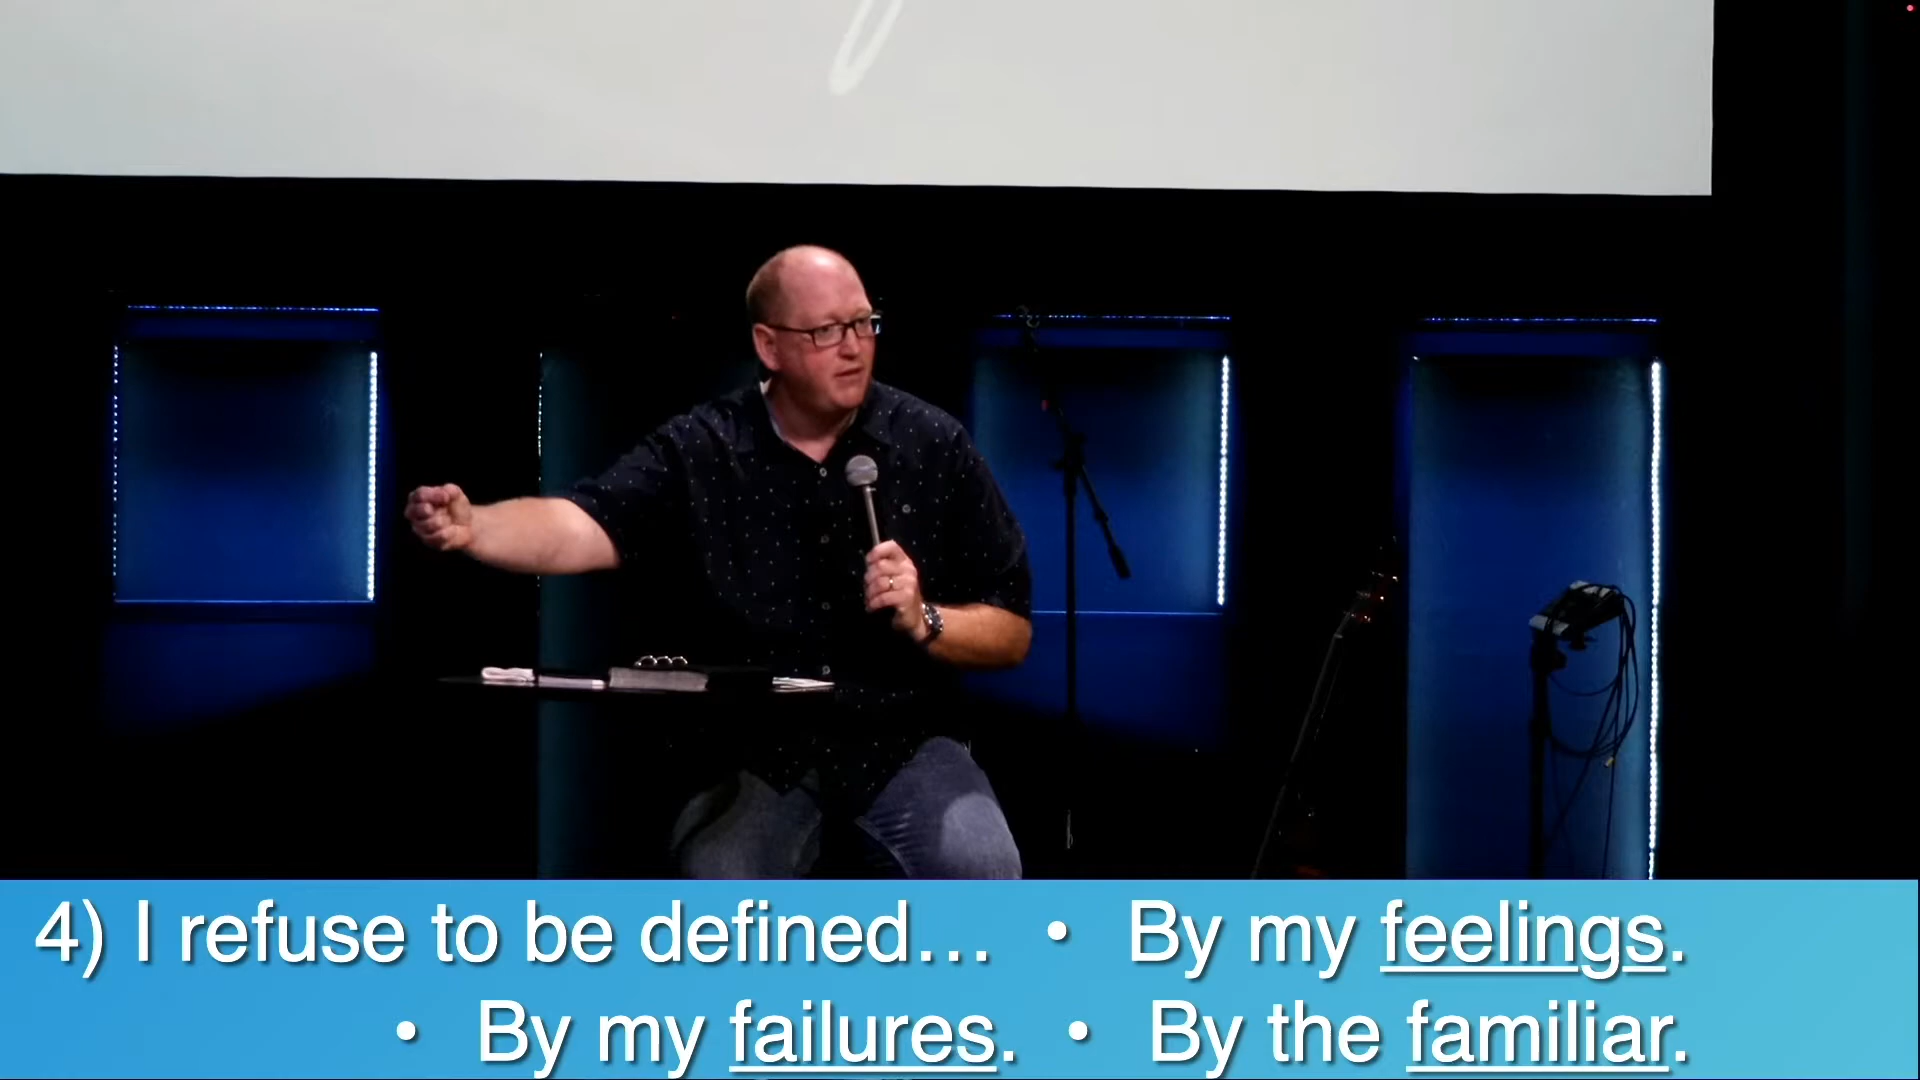 4) I refuse to be defined… • By my feelings.
• By my failures. • By the familiar.